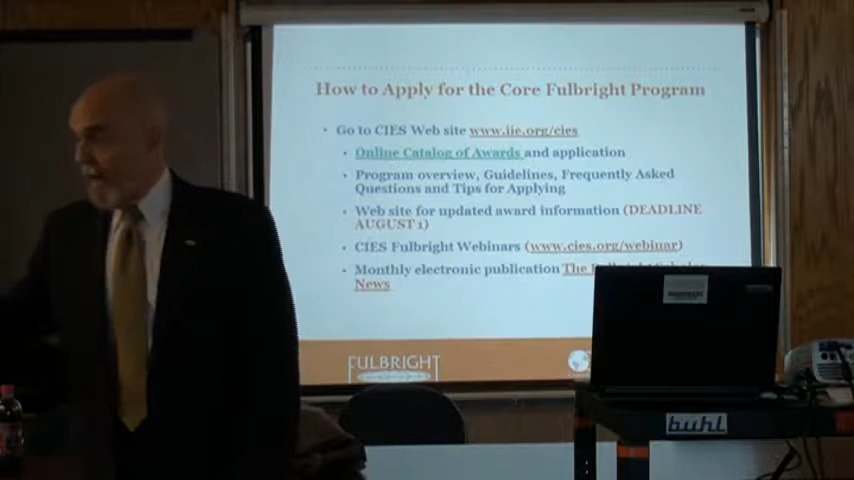 How to Apply for the Core Fulbright Program
• Go to CIES Web site www.iie.org/cies
• Online Catalog of Awards and application
• Program overview, Guidelines, Frequently Asked
Questions and Tips for Applying
• Web site for updated award information (DEADLINE
AUGUST 1)
• CIES Fulbright Webinars (www.cies.org/webinar)
• Monthly electronic publication The
News
FULBRIGHT
buhl